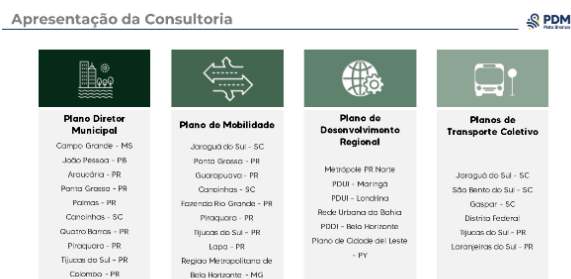 Apresentação da Consultoria
PDM
Pato Branco
Plano Diretor
Municipal
Campo Grande - MS
João Pessoa - PB
Araucária - PR
Ponta Grossa - PR
Palmas - PR
Canoinhas - SC
Quatro Barras - PR
Piraquara - PR
Tijucas do Sul - PR
Colombo - PR
Plano de Mobilidade
Jaraguá do Sul - SC
Ponta Grossa - PR
Guarapuava - PR
Canoinhas - SC
Fazenda Rio Grande - PR
Piraquara - PR
Tijucas do Sul - PR
Lapa - PR
Região Metropolitana de
Belo Horizonte - MG
Plano de
Desenvolvimento
Regional
Metrópole PR Norte
PDUI - Maringá
PDUI - Londrina
Rede Urbana da Bahia
PDDI - Belo Horizonte
Plano de Cidade del Leste
- PY
Planos de
Transporte Coletivo
Jaraguá do Sul - SC
São Bento do Sul - SC
Gaspar - SC
Distrito Federal
Tijucas do Sul - PR
Laranjeiras do Sul - PR